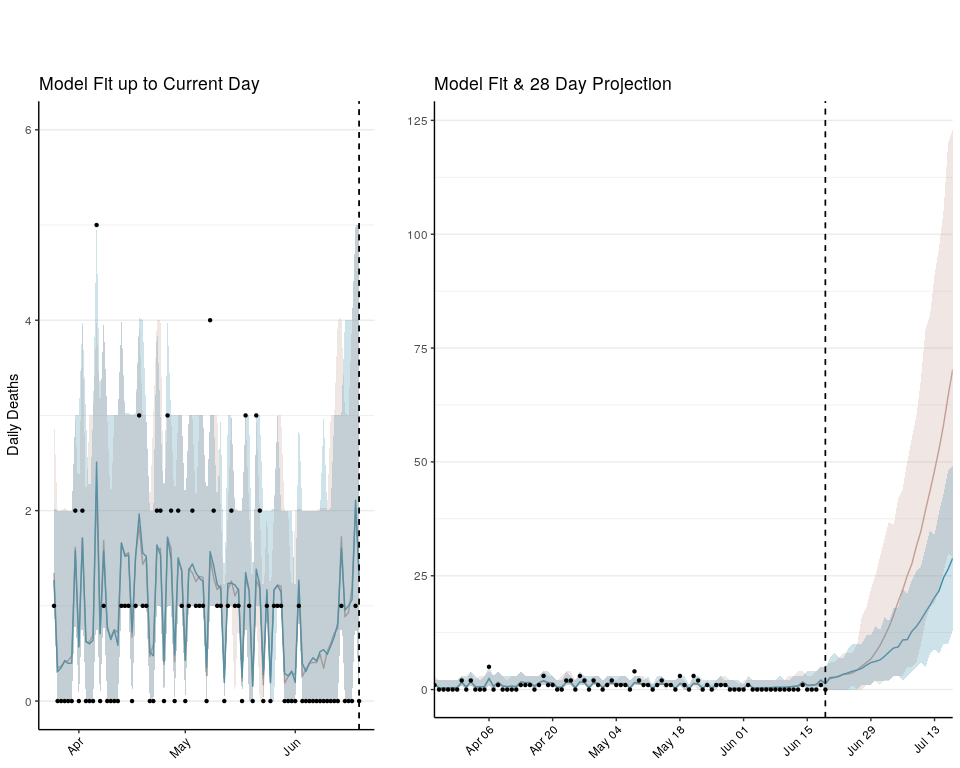 Model Fit up to Current Day
Daily Deaths
6
4
2
0
Apr
May
Jun
Model Fit & 28 Day Projection
125
100
75
50
25
0
Apr 06
Apr 20
May 04
May 18
Jun 01
Jun 15
Jun 29
Jul 13